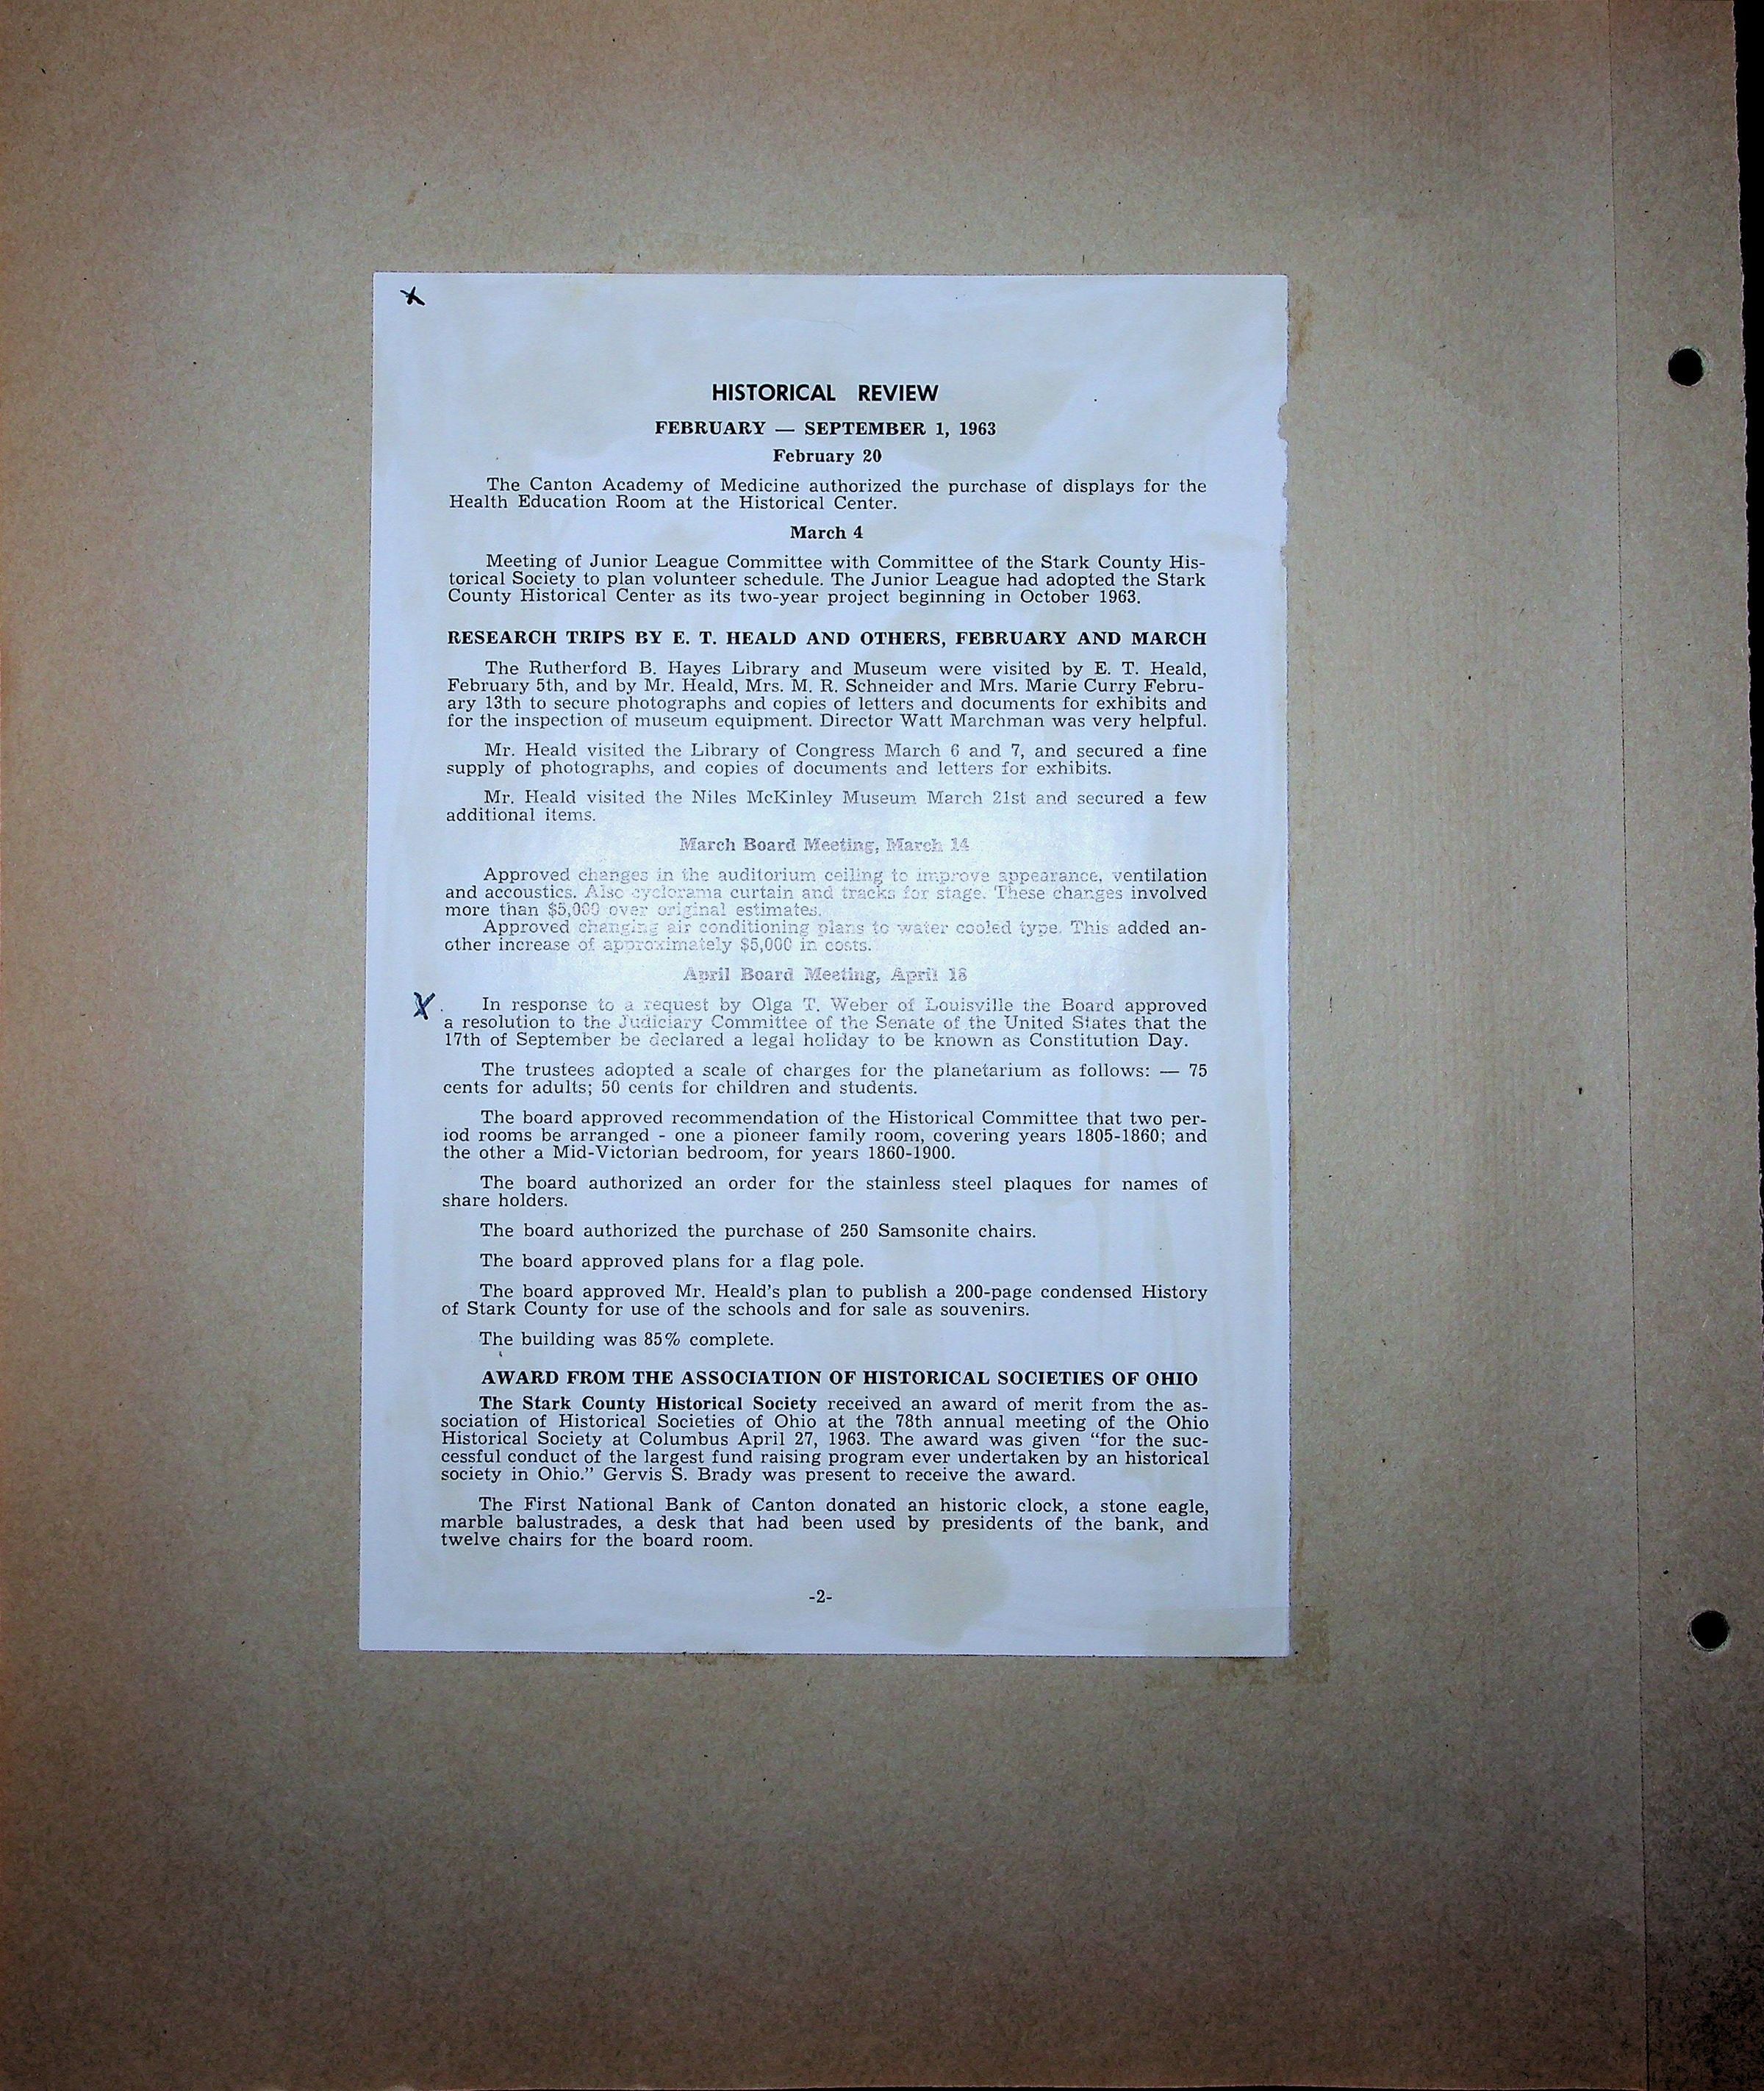 X
HISTORICAL REVIEW
FEBRUARY — SEPTEMBER 1, 1963
February 20
The Canton Academy of Medicine authorized the purchase of displays for the
Health Education Room at the Historical Center.
March 4
Meeting of Junior League Committee with Committee of the Stark County His-
torical Society to plan volunteer schedule. The Junior League had adopted the Stark
County Historical Center as its two-year project beginning in October 1963.
RESEARCH TRIPS BY E. T. HEALD AND OTHERS, FEBRUARY AND MARCH
The Rutherford B. Hayes Library and Museum were visited by E. T. Heald,
February 5th, and by Mr. Heald, Mrs. M. R. Schneider and Mrs. Marie Curry Febru-
ary 13th to secure photographs and copies of letters and documents for exhibits and
for the inspection of museum equipment. Director Watt Marchman was very helpful.
Mr. Heald visited the Library of Congress March 6 and 7, and secured a fine
supply of photographs, and copies of documents and letters for exhibits.
Mr. Heald visited the Niles McKinley Museum March 21st and secured a few
additional items.
March Board Meeting, March 14
Approved changes in the auditorium ceiling to improve appearance, ventilation
and accoustics. Also cyclorama curtain and tracks for stage. These changes involved
more than $5,000 over original estimates.
Approved changing air conditioning plans to water cooled type. This added an-
other increase of approximately $5,000 in costs.
April Board Meeting, April 18
X. In response to a request by Olga T. Weber of Louisville the Board approved
a resolution to the Judiciary Committee of the Senate of the United States that the
17th of September be declared a legal holiday to be known as Constitution Day.
The trustees adopted a scale of charges for the planetarium as follows: — 75
cents for adults; 50 cents for children and students.
The board approved recommendation of the Historical Committee that two per-
iod rooms be arranged - one a pioneer family room, covering years 1805-1860; and
the other a Mid-Victorian bedroom, for years 1860-1900.
The board authorized an order for the stainless steel plaques for names of
share holders.
The board authorized the purchase of 250 Samsonite chairs.
The board approved plans for a flag pole.
The board approved Mr. Heald's plan to publish a 200-page condensed History
of Stark County for use of the schools and for sale as souvenirs.
The building was 85% complete.
AWARD FROM THE ASSOCIATION OF HISTORICAL SOCIETIES OF OHIO
The Stark County Historical Society received an award of merit from the as-
sociation of Historical Societies of Ohio at the 78th annual meeting of the Ohio
Historical Society at Columbus April 27, 1963. The award was given “for the suc-
cessful conduct of the largest fund raising program ever undertaken by an historical
society in Ohio.” Gervis S. Brady was present to receive the award.
The First National Bank of Canton donated an historic clock, a stone eagle,
marble balustrades, a desk that had been used by presidents of the bank, and
twelve chairs for the board room.
-2-